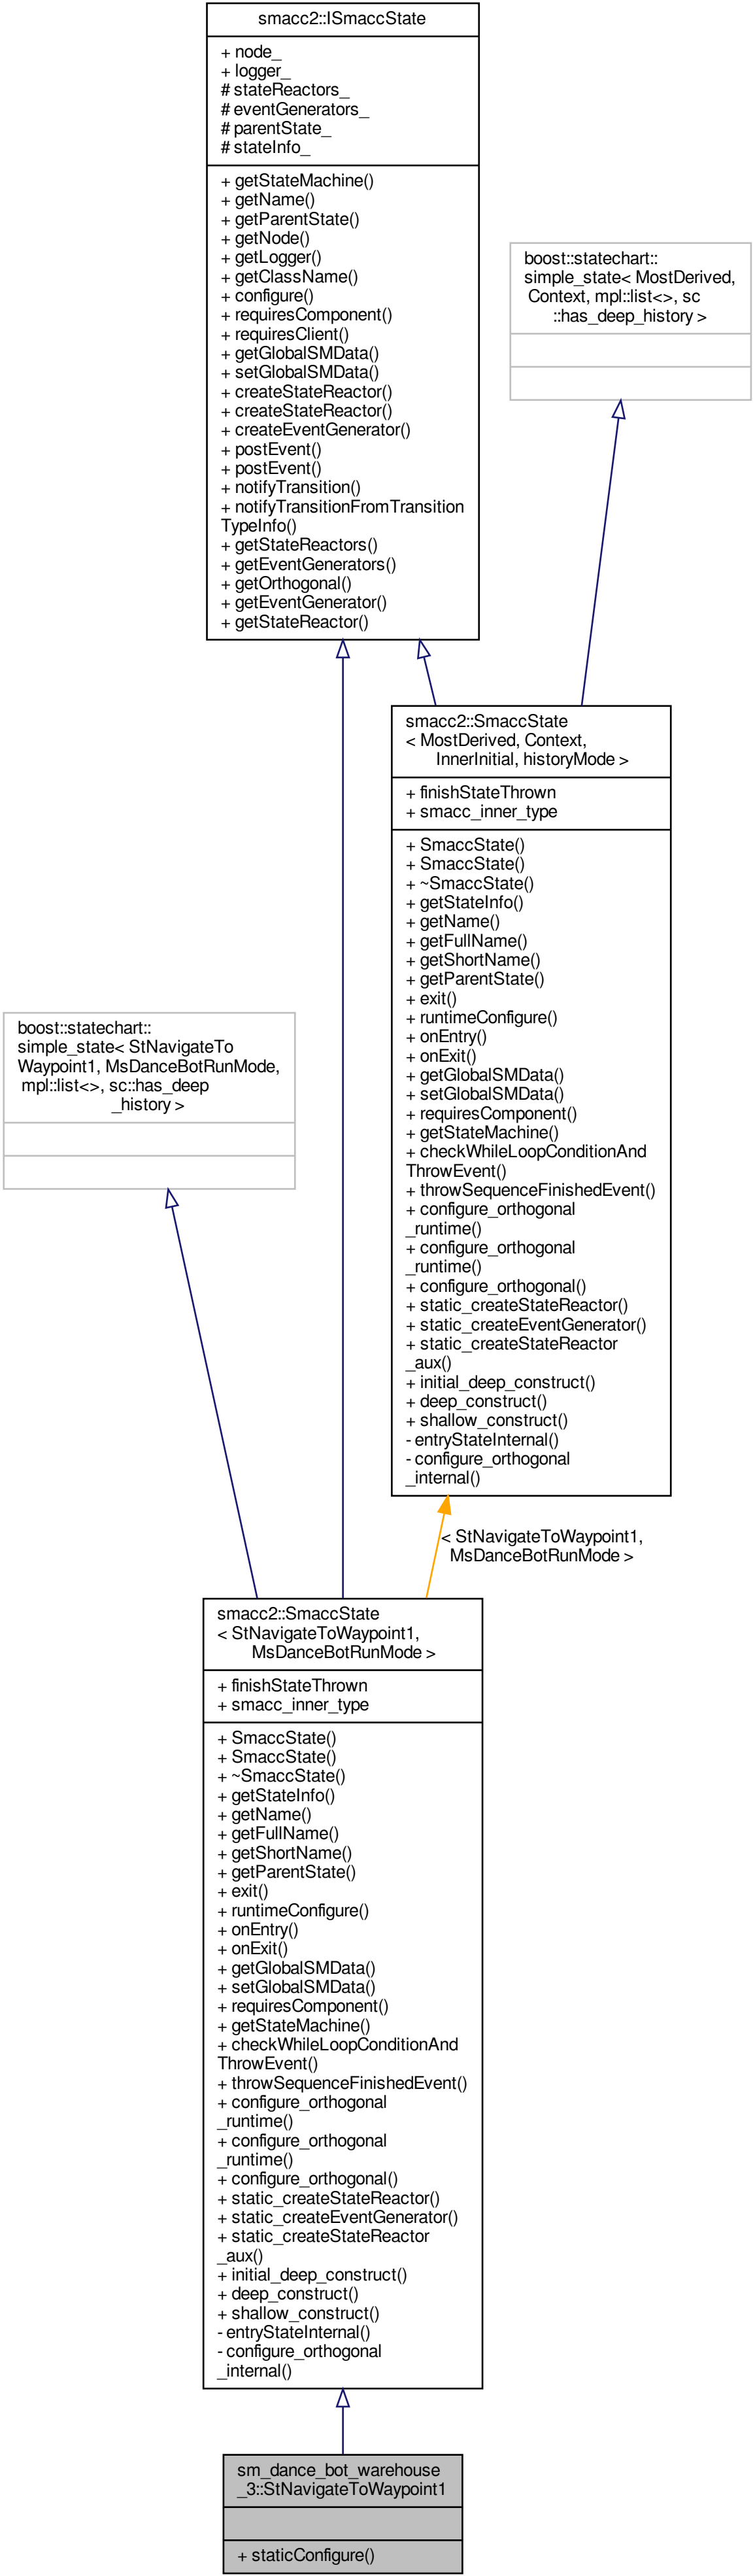 smacc2::ISmaccState
+ node_
+ logger_
# stateReactors_
# eventGenerators_
# parentState_
# stateInfo_
+ getStateMachine()
+ getName()
+ getParentState()
+ getNode()
+ getLogger()
+ getClassName()
+ configure()
+ requiresComponent()
+ requiresClient()
+ getGlobalSMData()
+ setGlobalSMData()
+ createStateReactor()
+ createStateReactor()
+ createEventGenerator()
+ postEvent()
+ postEvent()
+ notifyTransition()
+ notifyTransitionFromTransition
TypeInfo()
+ getStateReactors()
+ getEventGenerators()
+ getOrthogonal()
+ getEventGenerator()
+ getStateReactor()
boost::statechart::
simple_state< MostDerived,
Context, mpl::list<>, sc
::has_deep_history >
smacc2::SmaccState
< MostDerived, Context,
InnerInitial, historyMode >
+ finishStateThrown
+ smacc_inner_type
+ SmaccState()
+ SmaccState()
+ ~SmaccState()
+ getStateInfo()
+ getName()
+ getFullName()
+ getShortName()
+ getParentState()
+ exit()
+ runtimeConfigure()
+ onEntry()
+ onExit()
+ getGlobalSMData()
+ setGlobalSMData()
+ requiresComponent()
+ getStateMachine()
+ checkWhileLoopConditionAnd
ThrowEvent()
+ throwSequenceFinishedEvent()
+ configure_orthogonal
_runtime()
+ configure_orthogonal
_runtime()
+ configure_orthogonal()
+ static_createStateReactor()
+ static_createEventGenerator()
+ static_createStateReactor
_aux()
+ initial_deep_construct()
+ deep_construct()
+ shallow_construct()
- entryStateInternal()
- configure_orthogonal
_internal()
boost::statechart::
simple_state< StNavigateTo
Waypoint1, MsDanceBotRunMode,
mpl::list<>, sc::has_deep
_history >
< StNavigateToWaypoint1,
MsDanceBotRunMode >
smacc2::SmaccState
< StNavigateToWaypoint1,
MsDanceBotRunMode >
+ finishStateThrown
+ smacc_inner_type
+ SmaccState()
+ SmaccState()
+ ~SmaccState()
+ getStateInfo()
+ getName()
+ getFullName()
+ getShortName()
+ getParentState()
+ exit()
+ runtimeConfigure()
+ onEntry()
+ onExit()
+ getGlobalSMData()
+ setGlobalSMData()
+ requiresComponent()
+ getStateMachine()
+ checkWhileLoopConditionAnd
ThrowEvent()
+ throwSequenceFinishedEvent()
+ configure_orthogonal
_runtime()
+ configure_orthogonal
_runtime()
+ configure_orthogonal()
+ static_createStateReactor()
+ static_createEventGenerator()
+ static_createStateReactor
_aux()
+ initial_deep_construct()
+ deep_construct()
+ shallow_construct()
- entryStateInternal()
- configure_orthogonal
_internal()
sm_dance_bot_warehouse
_3::StNavigateToWaypoint1
+ staticConfigure()